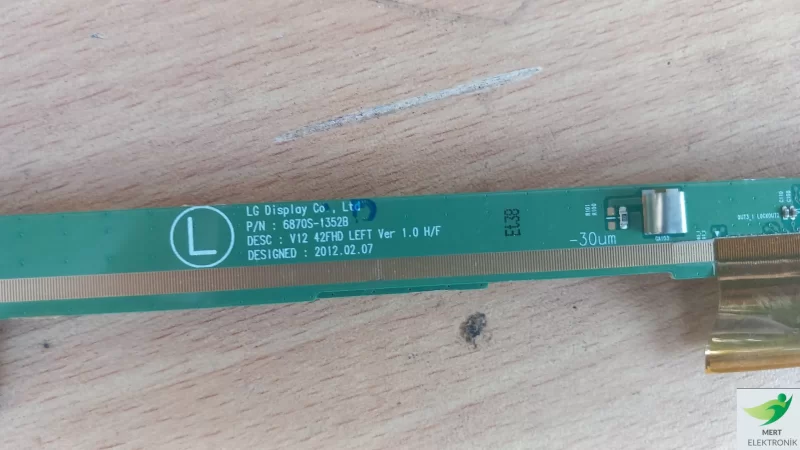 L
LG Display Co., Ltd
P/N : 6870S-1352B
DESC : V12 42FHD LEFT Ver 1.0 H/F
DESIGNED : 2012.02.07
-30um
MERT
ELEKTRONİK